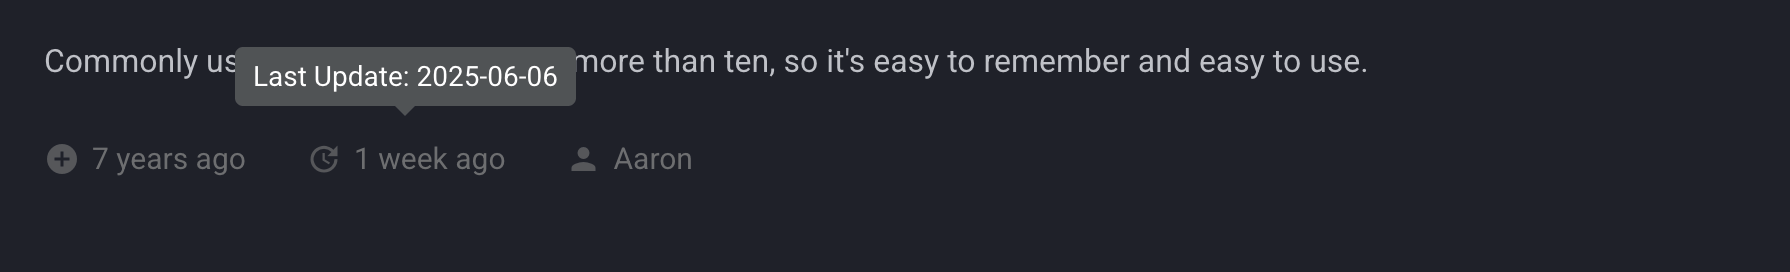 Commonly us more than ten, so it's easy to remember and easy to use.
Last Update: 2025-06-06
7 years ago 1 week ago Aaron